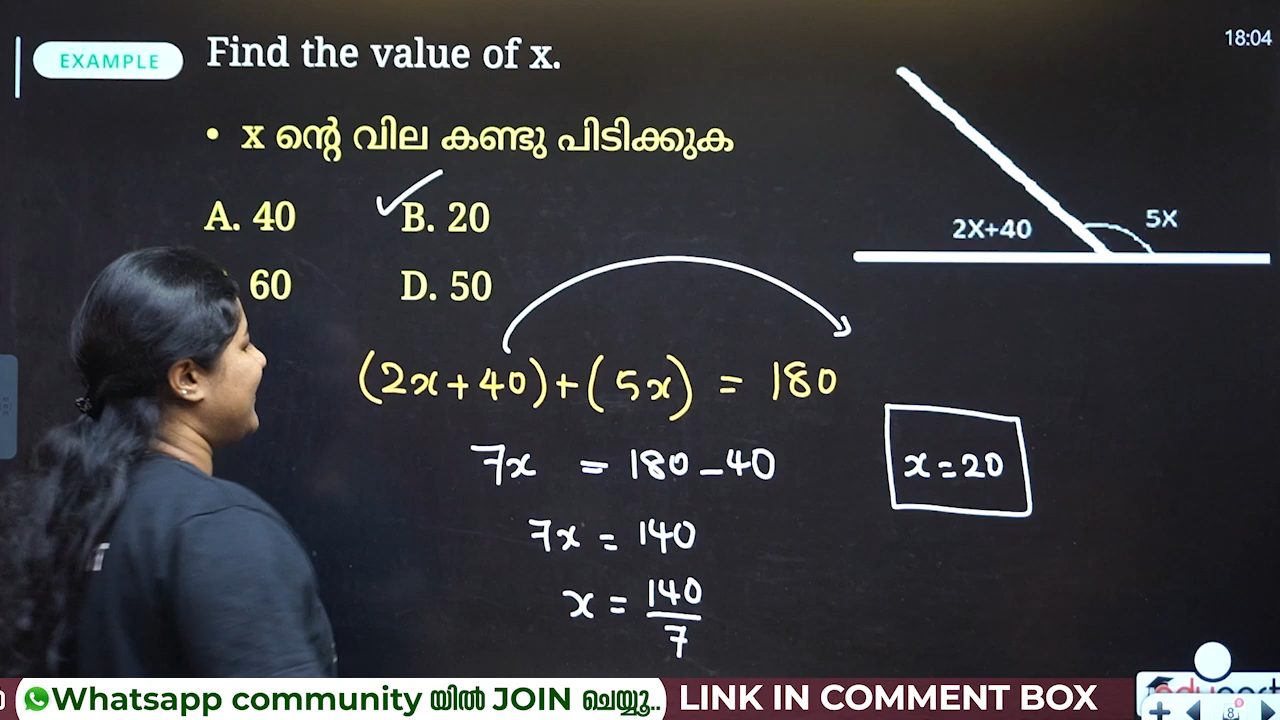 18:04
EXAMPLE Find the value of x.
• x ന്റെ വില കണ്ടു പിടിക്കുക
A. 40 B. 20
60 D. 50
2X+40 5X
(2x+40)+(5x) = 180
7x = 180-40
x=20
7x = 140
x = 140/7
Whatsapp community യിൽ JOIN ചെയ്യൂ.. LINK IN COMMENT BOX
8